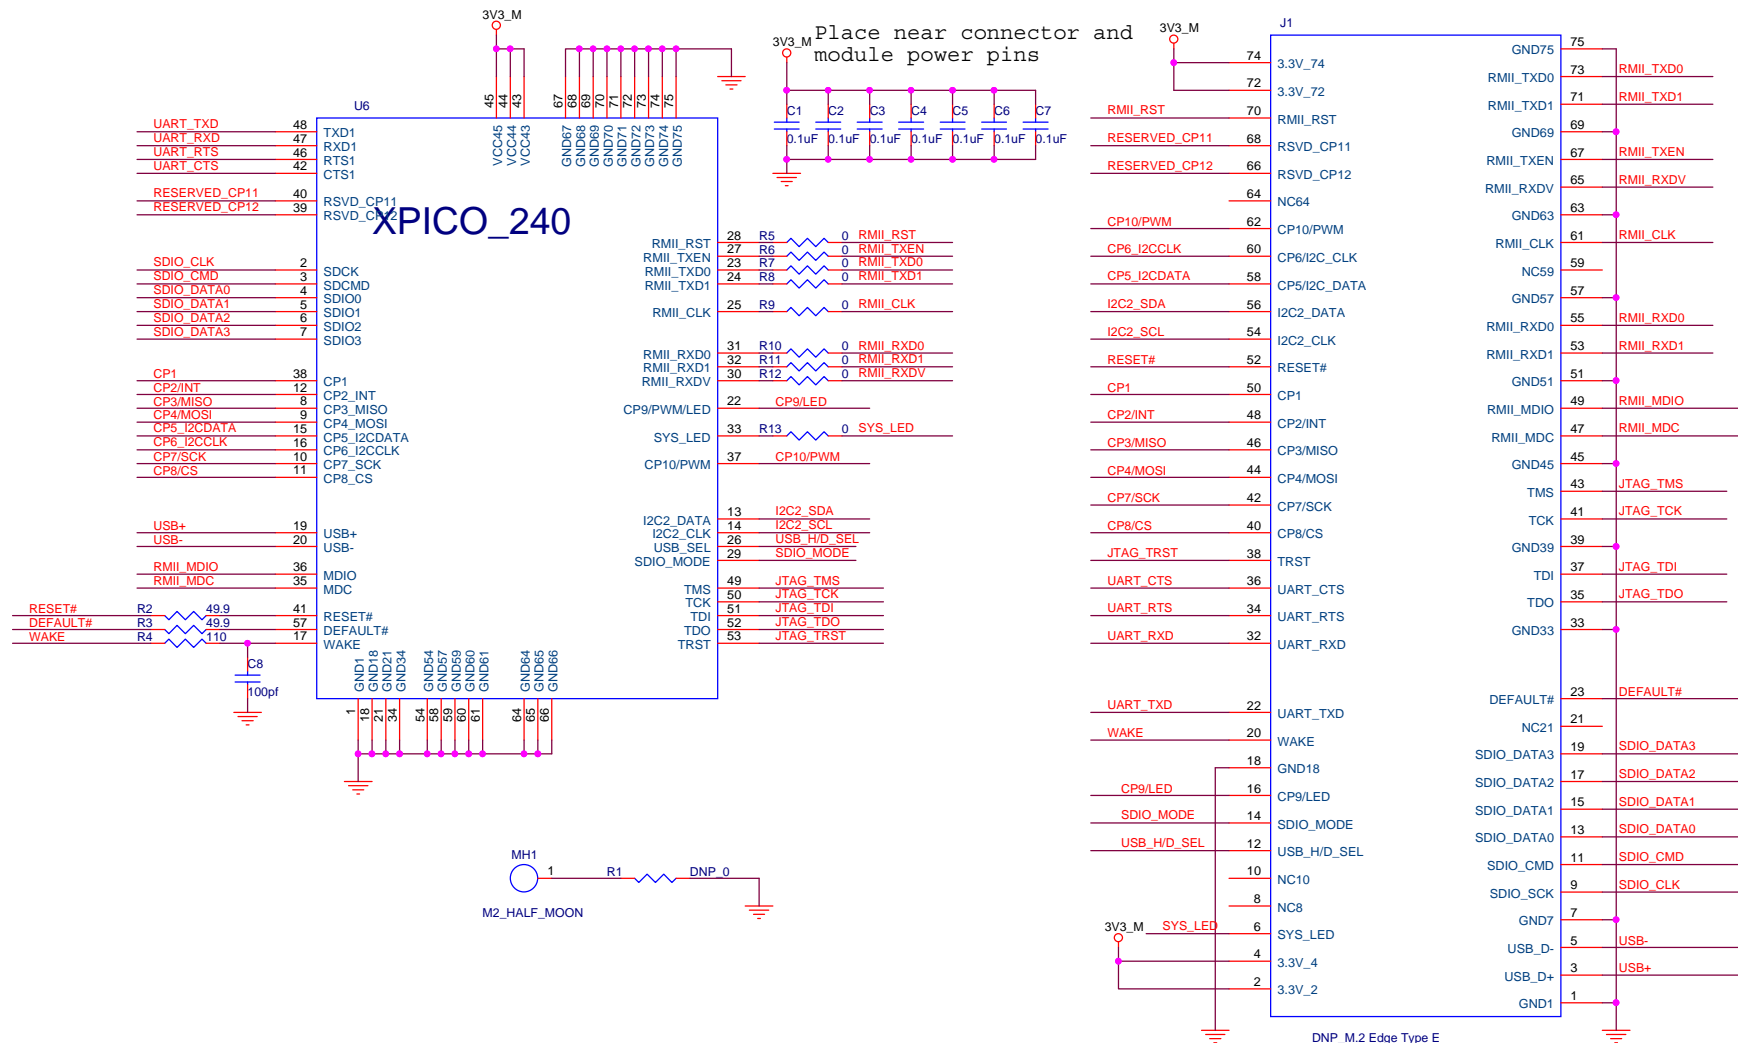 3V3_M
Place near connector and
module power pins
3V3_M
3V3_M
U6
XPICO_240
45
44
43
VCC45
VCC44
VCC43
67
68
69
70
71
72
73
74
75
GND67
GND68
GND69
GND70
GND71
GND72
GND73
GND74
GND75
UART_TXD 48 TXD1
UART_RXD 47 RXD1
UART_RTS 46 RTS1
UART_CTS 42 CTS1
RESERVED_CP11 40 RSVD_CP11
RESERVED_CP12 39 RSVD_CP12
SDIO_CLK 2 SDCK
SDIO_CMD 3 SDCMD
SDIO_DATA0 4 SDIO0
SDIO_DATA1 5 SDIO1
SDIO_DATA2 6 SDIO2
SDIO_DATA3 7 SDIO3
CP1 38 CP1
CP2/INT 12 CP2_INT
CP3/MISO 8 CP3_MISO
CP4/MOSI 9 CP4_MOSI
CP5_I2CDATA 15 CP5_I2CDATA
CP6_I2CCLK 16 CP6_I2CCLK
CP7/SCK 10 CP7_SCK
CP8/CS 11 CP8_CS
USB+ 19 USB+
USB- 20 USB-
RMII_MDIO 36 MDIO
RMII_MDC 35 MDC
RESET# R2 49.9 41 RESET#
DEFAULT# R3 49.9 57 DEFAULT#
WAKE R4 110 17 WAKE
C8
100pf
RMII_RST 28 R5 0 RMII_RST
RMII_TXEN 27 R6 0 RMII_TXEN
RMII_TXD0 23 R7 0 RMII_TXD0
RMII_TXD1 24 R8 0 RMII_TXD1
RMII_CLK 25 R9 0 RMII_CLK
RMII_RXD0 31 R10 0 RMII_RXD0
RMII_RXD1 32 R11 0 RMII_RXD1
RMII_RXDV 30 R12 0 RMII_RXDV
CP9/PWM/LED 22 CP9/LED
SYS_LED 33 R13 0 SYS_LED
CP10/PWM 37 CP10/PWM
I2C2_DATA 13 I2C2_SDA
I2C2_CLK 14 I2C2_SCL
USB_SEL 26 USB_H/D_SEL
SDIO_MODE 29 SDIO_MODE
TMS 49 JTAG_TMS
TCK 50 JTAG_TCK
TDI 51 JTAG_TDI
TDO 52 JTAG_TDO
TRST 53 JTAG_TRST
GND1
GND18
GND21
GND34
GND54
GND57
GND59
GND60
GND61
GND64
GND65
GND66
1
18
21
34
54
58
59
60
61
64
65
66
C1 C2 C3 C4 C5 C6 C7
0.1uF 0.1uF 0.1uF 0.1uF 0.1uF 0.1uF 0.1uF
MH1
1 R1 DNP_0
M2_HALF_MOON
J1
74 3.3V_74
72 3.3V_72
RMII_RST 70 RMII_RST
RESERVED_CP11 68 RSVD_CP11
RESERVED_CP12 66 RSVD_CP12
64 NC64
CP10/PWM 62 CP10/PWM
CP6_I2CCLK 60 CP6/I2C_CLK
CP5_I2CDATA 58 CP5/I2C_DATA
I2C2_SDA 56 I2C2_DATA
I2C2_SCL 54 I2C2_CLK
RESET# 52 RESET#
CP1 50 CP1
CP2/INT 48 CP2/INT
CP3/MISO 46 CP3/MISO
CP4/MOSI 44 CP4/MOSI
CP7/SCK 42 CP7/SCK
CP8/CS 40 CP8/CS
JTAG_TRST 38 TRST
UART_CTS 36 UART_CTS
UART_RTS 34 UART_RTS
UART_RXD 32 UART_RXD
UART_TXD 22 UART_TXD
WAKE 20 WAKE
18 GND18
CP9/LED 16 CP9/LED
SDIO_MODE 14 SDIO_MODE
USB_H/D_SEL 12 USB_H/D_SEL
10 NC10
8 NC8
3V3_M
SYS_LED 6 SYS_LED
4 3.3V_4
2 3.3V_2
GND75 75
RMII_TXD0 73 RMII_TXD0
RMII_TXD1 71 RMII_TXD1
GND69 69
RMII_TXEN 67 RMII_TXEN
RMII_RXDV 65 RMII_RXDV
GND63 63
RMII_CLK 61 RMII_CLK
NC59 59
GND57 57
RMII_RXD0 55 RMII_RXD0
RMII_RXD1 53 RMII_RXD1
GND51 51
RMII_MDIO 49 RMII_MDIO
RMII_MDC 47 RMII_MDC
GND45 45
TMS 43 JTAG_TMS
TCK 41 JTAG_TCK
GND39 39
TDI 37 JTAG_TDI
TDO 35 JTAG_TDO
GND33 33
DEFAULT# 23 DEFAULT#
NC21 21
SDIO_DATA3 19 SDIO_DATA3
SDIO_DATA2 17 SDIO_DATA2
SDIO_DATA1 15 SDIO_DATA1
SDIO_DATA0 13 SDIO_DATA0
SDIO_CMD 11 SDIO_CMD
SDIO_SCK 9 SDIO_CLK
GND7 7
USB_D- 5 USB-
USB_D+ 3 USB+
GND1 1
DNP_M.2 Edge Type E